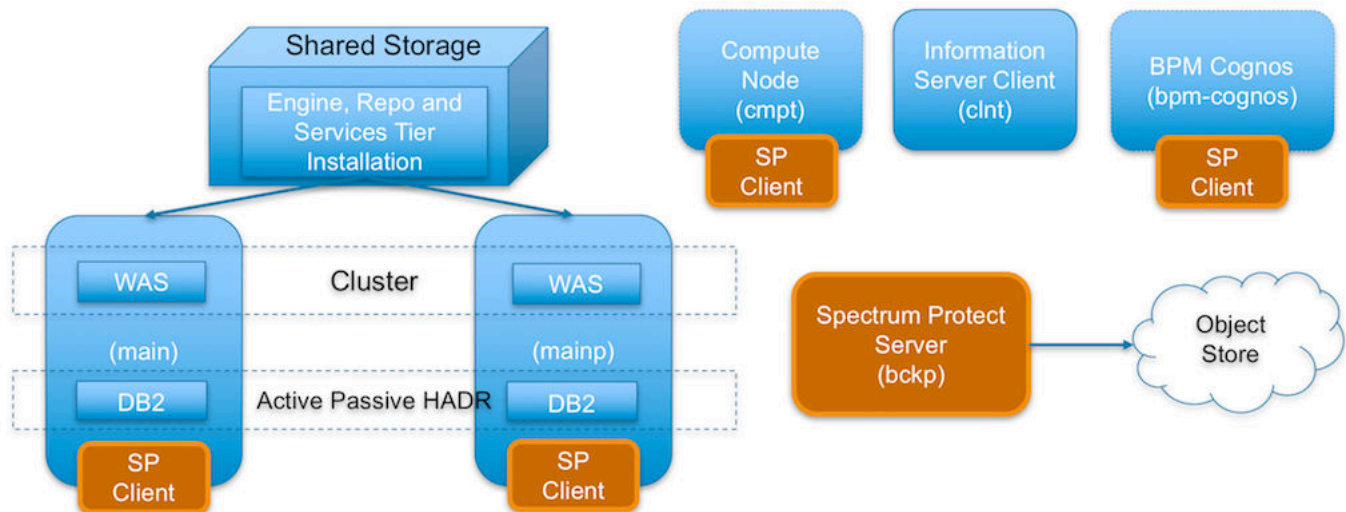 Shared Storage
Engine, Repo and
Services Tier
Installation
Compute
Node
(cmpt)
SP
Client
Information
Server Client
(clnt)
BPM Cognos
(bpm-cognos)
SP
Client
WAS
Cluster
WAS
(main)
(mainp)
DB2
Active Passive HADR
DB2
SP
Client
SP
Client
Spectrum Protect
Server
(bckp)
Object
Store